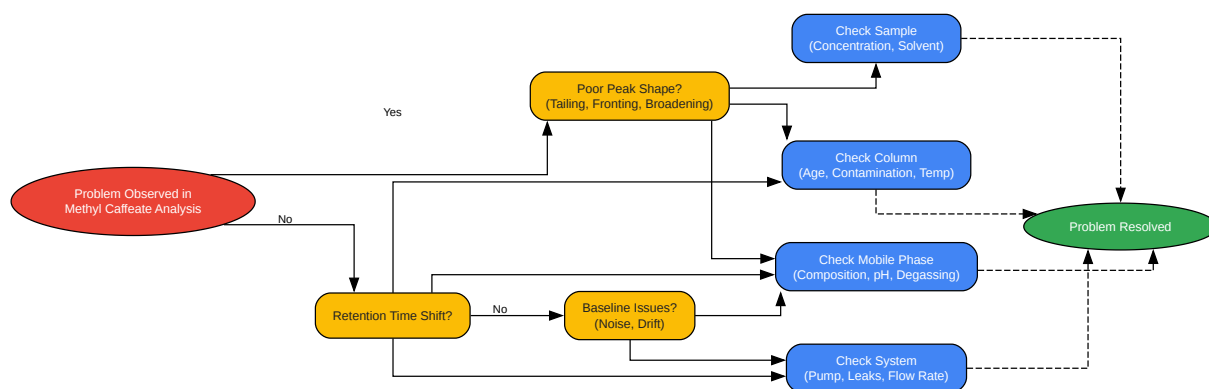 Check Sample
(Concentration, Solvent)
Poor Peak Shape?
(Tailing, Fronting, Broadening)
Yes
Check Column
(Age, Contamination, Temp)
Problem Observed in
Methyl Caffeate Analysis
No
Problem Resolved
Check Mobile Phase
(Composition, pH, Degassing)
Retention Time Shift?
No
Baseline Issues?
(Noise, Drift)
Check System
(Pump, Leaks, Flow Rate)